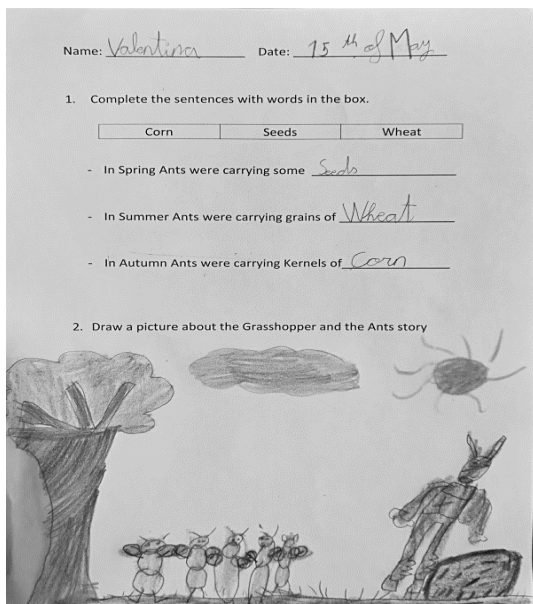 Name: Valentina Date: 15th of May
1. Complete the sentences with words in the box.
Corn Seeds Wheat
- In Spring Ants were carrying some Seeds
- In Summer Ants were carrying grains of Wheat
- In Autumn Ants were carrying Kernels of Corn
2. Draw a picture about the Grasshopper and the Ants story